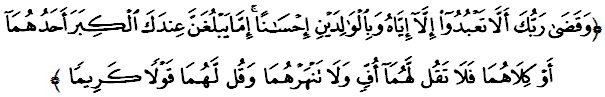 ﴿وَقَضَىٰ رَبُّكَ أَلَّا تَعْبُدُوٓا۟ إِلَّآ إِيَّاهُ وَبِٱلْوَٰلِدَيْنِ إِحْسَٰنًا ۚ إِمَّا يَبْلُغَنَّ عِندَكَ ٱلْكِبَرَ أَحَدُهُمَآ
أَوْ كِلَاهُمَا فَلَا تَقُل لَّهُمَآ أُفٍّ وَلَا تَنْهَرْهُمَا وَقُل لَّهُمَا قَوْلًا كَرِيمًا﴾